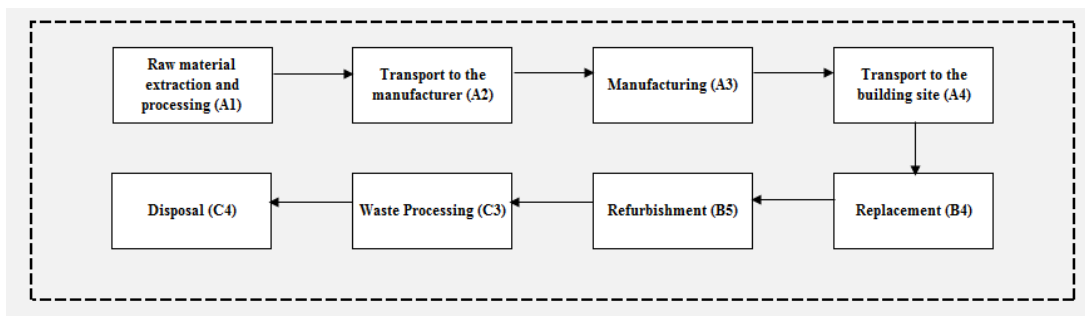 Raw material
extraction and
processing (A1)
Transport to the
manufacturer (A2)
Manufacturing (A3)
Transport to the
building site (A4)
Disposal (C4)
Waste Processing (C3)
Refurbishment (B5)
Replacement (B4)